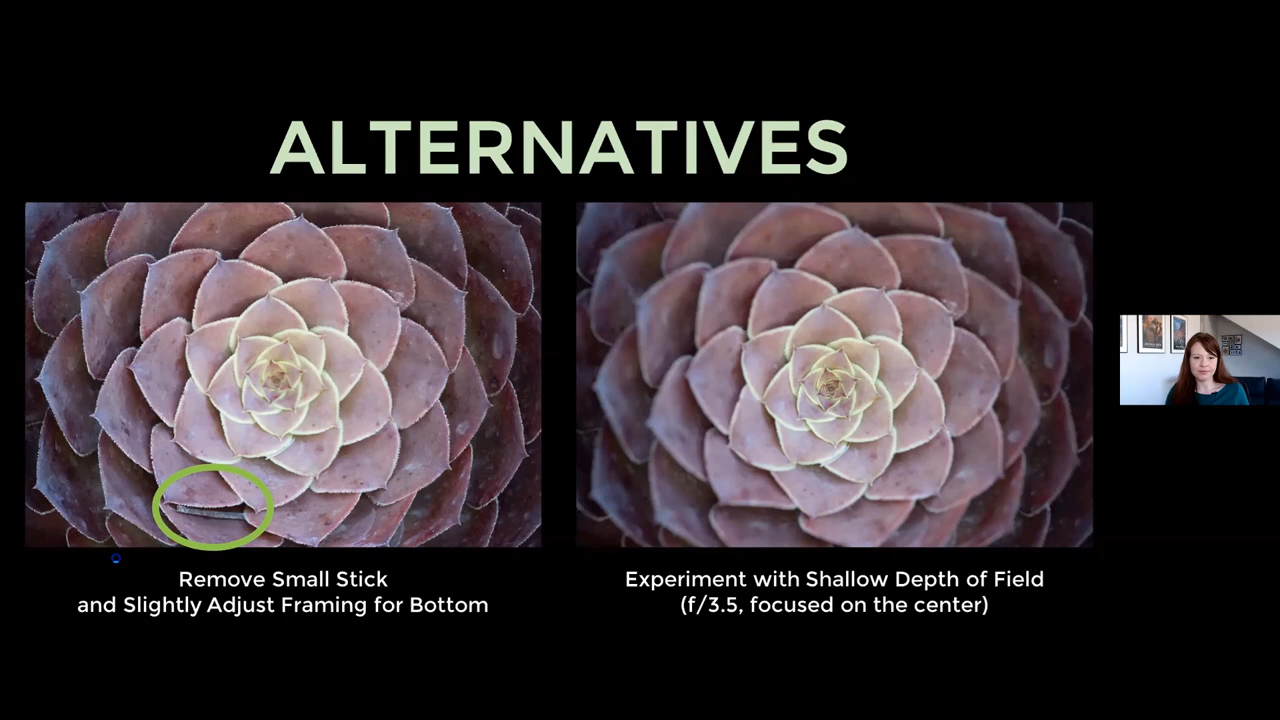 ALTERNATIVES
Remove Small Stick
and Slightly Adjust Framing for Bottom
Experiment with Shallow Depth of Field
(f/3.5, focused on the center)